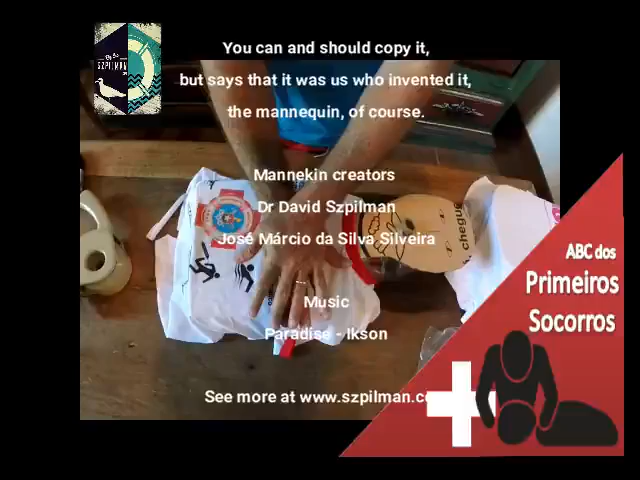 SZPILMAN
You can and should copy it,
but says that it was us who invented it,
the mannequin, of course.
Mannekin creators
Dr David Szpilman
José Márcio da Silva Silveira
chegue
Music
Paradise - Ikson
See more at www.szpilman.co
ABC dos
Primeiros
Socorros